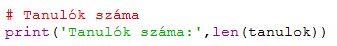 # Tanulók száma
print('Tanulók száma:',len(tanulok))